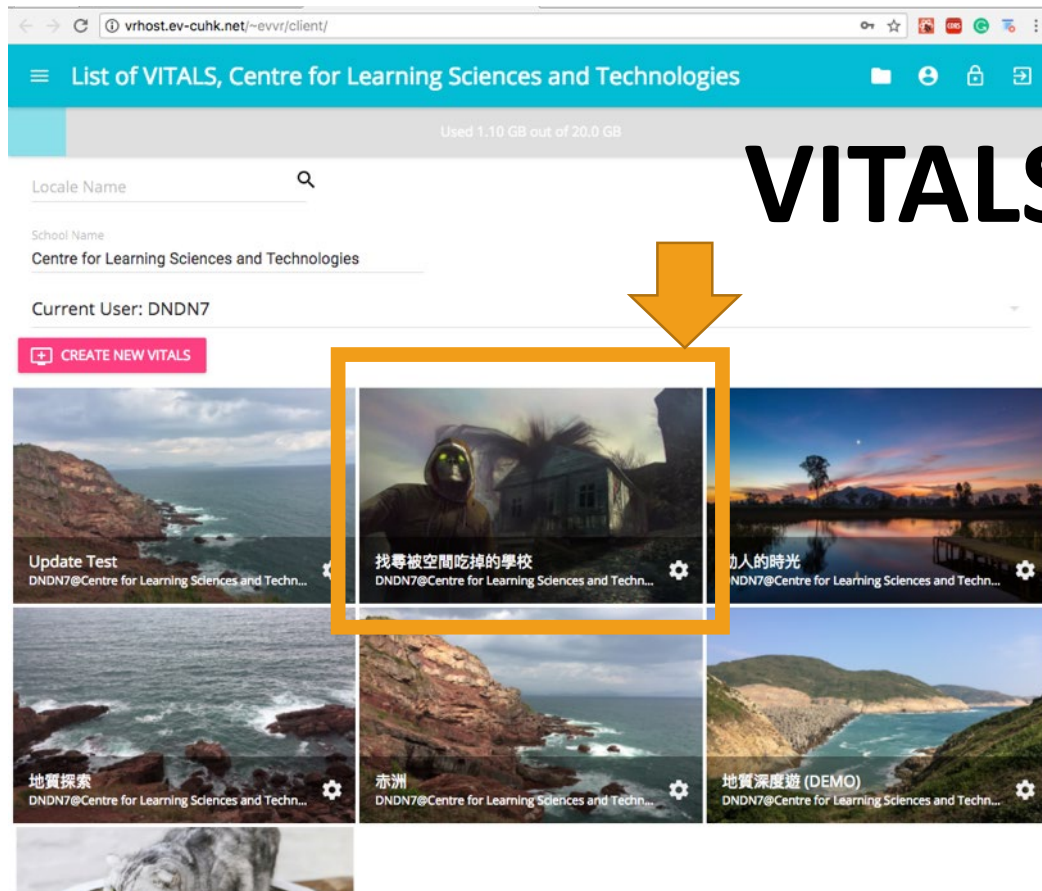 vrhost.ev-cuhk.net/~evvr/client/
List of VITALS, Centre for Learning Sciences and Technologies
Used 1.10 GB out of 20.0 GB
VITALS
Locale Name
School Name
Centre for Learning Sciences and Technologies
Current User: DNDN7
CREATE NEW VITALS
Update Test
DNDN7@Centre for Learning Sciences and Techn...
找尋被空間吃掉的學校
DNDN7@Centre for Learning Sciences and Techn...
動人的時光
DNDN7@Centre for Learning Sciences and Techn...
地質探索
DNDN7@Centre for Learning Sciences and Techn...
赤洲
DNDN7@Centre for Learning Sciences and Techn...
地質深度遊 (DEMO)
DNDN7@Centre for Learning Sciences and Techn...